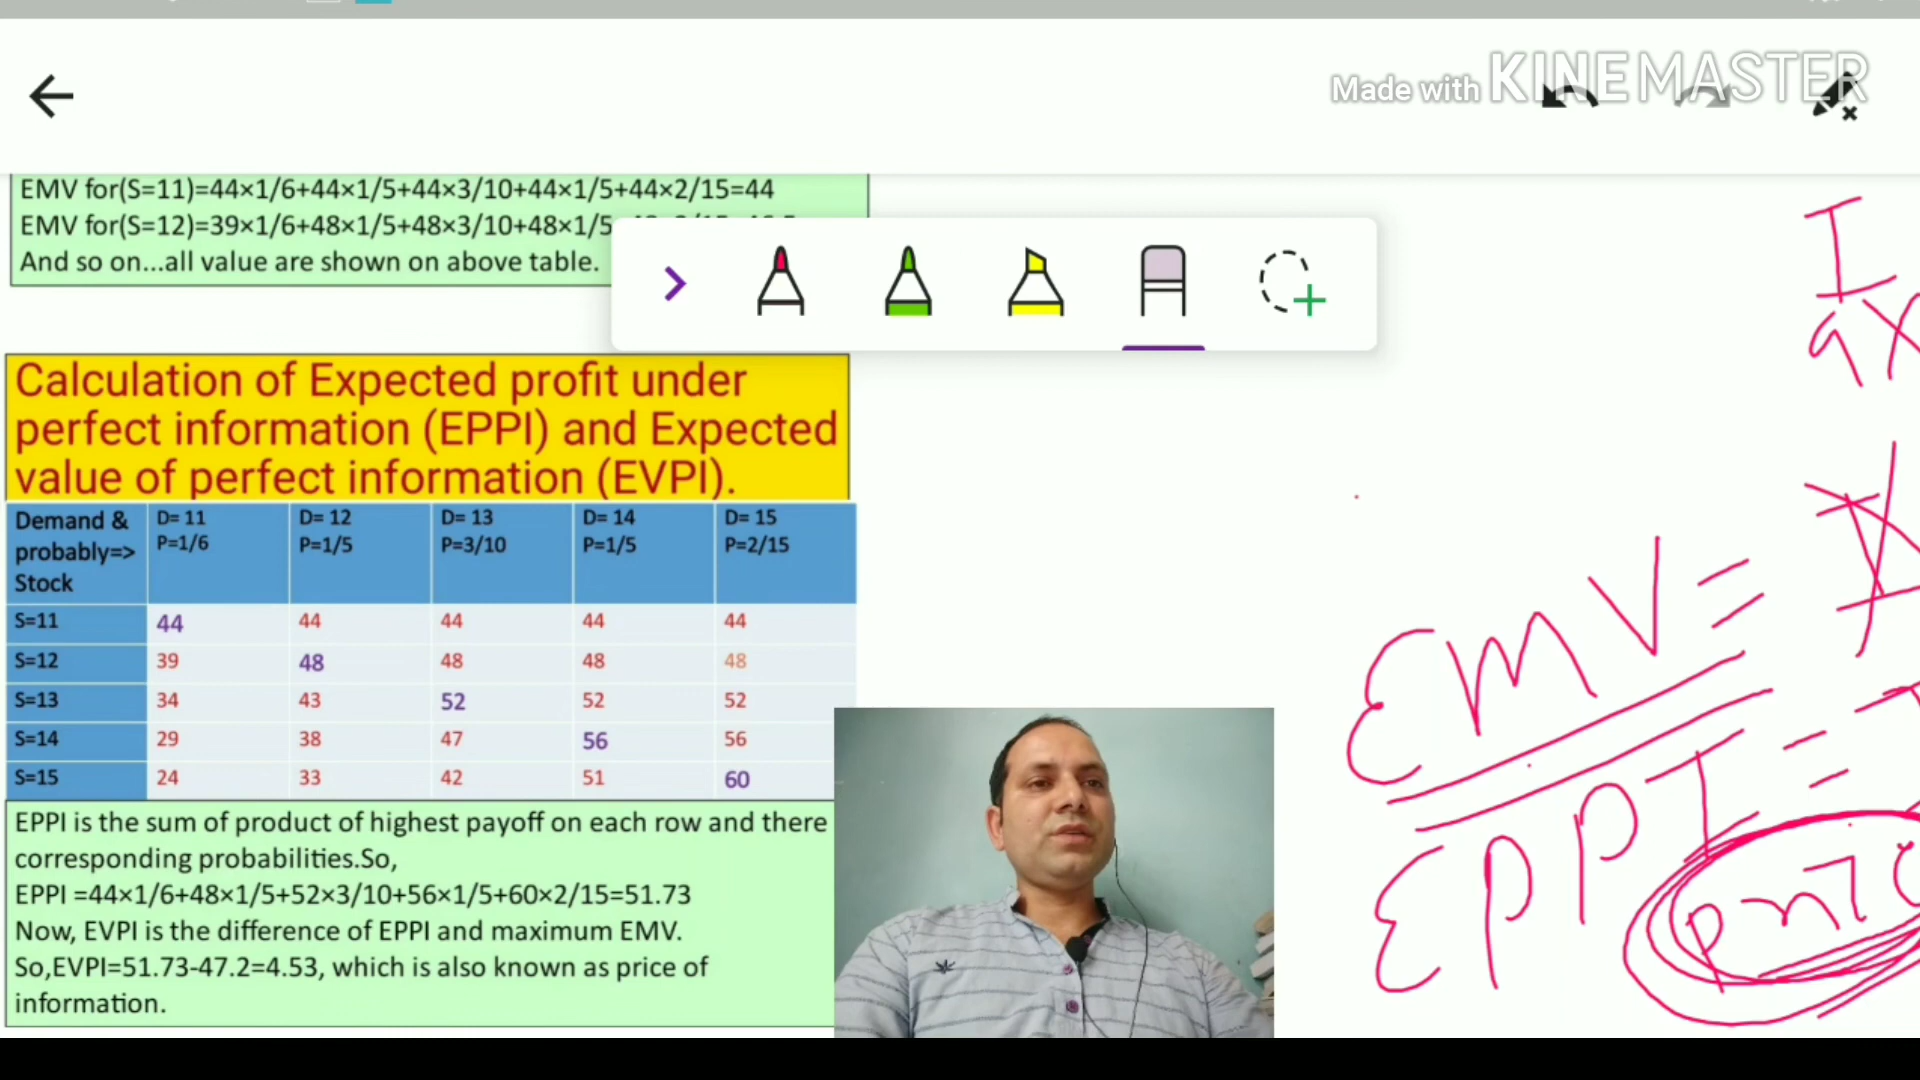 Made with KINEMASTER
EMV for(S=11)=44×1/6+44×1/5+44×3/10+44×1/5+44×2/15=44
EMV for(S=12)=39×1/6+48×1/5+48×3/10+48×1/5
And so on...all value are shown on above table.
Calculation of Expected profit under
perfect information (EPPI) and Expected
value of perfect information (EVPI).
Demand & probably=> Stock D= 11 P=1/6 D= 12 P=1/5 D= 13 P=3/10 D= 14 P=1/5 D= 15 P=2/15
S=11 44 44 44 44 44
S=12 39 48 48 48 48
S=13 34 43 52 52 52
S=14 29 38 47 56 56
S=15 24 33 42 51 60
EPPI is the sum of product of highest payoff on each row and there
corresponding probabilities.So,
EPPI =44×1/6+48×1/5+52×3/10+56×1/5+60×2/15=51.73
Now, EVPI is the difference of EPPI and maximum EMV.
So,EVPI=51.73-47.2=4.53, which is also known as price of
information.
EMV=
EPPI=